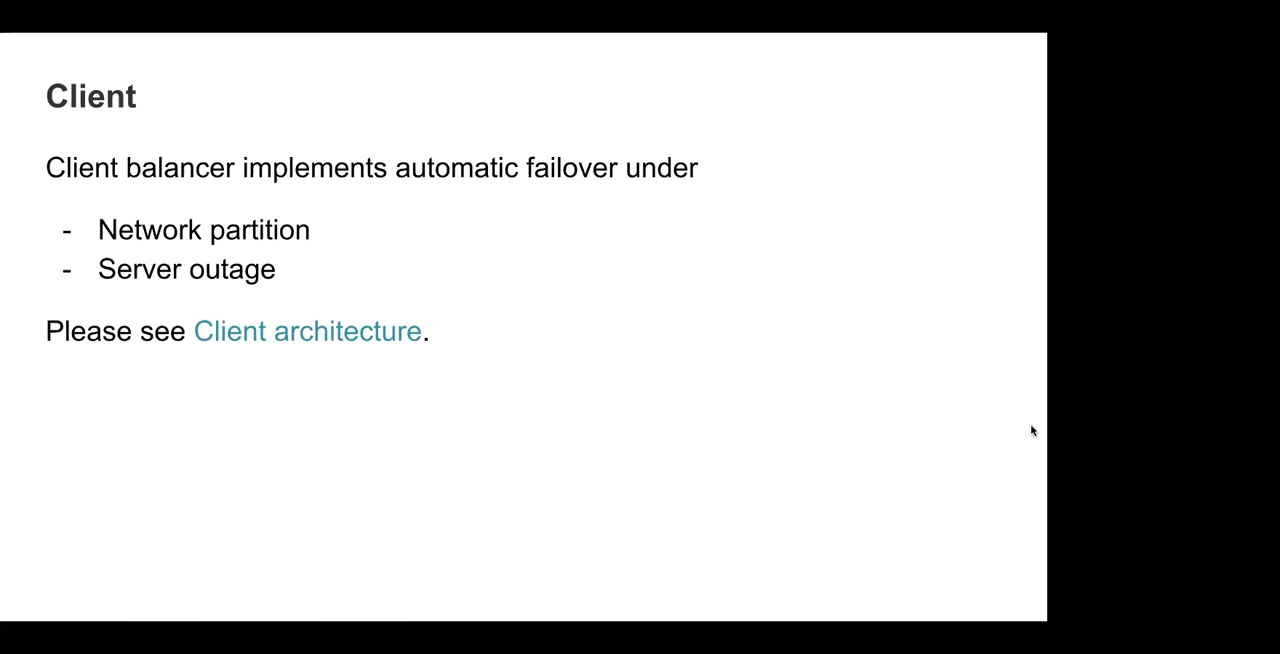 Client
Client balancer implements automatic failover under
- Network partition
- Server outage
Please see Client architecture.